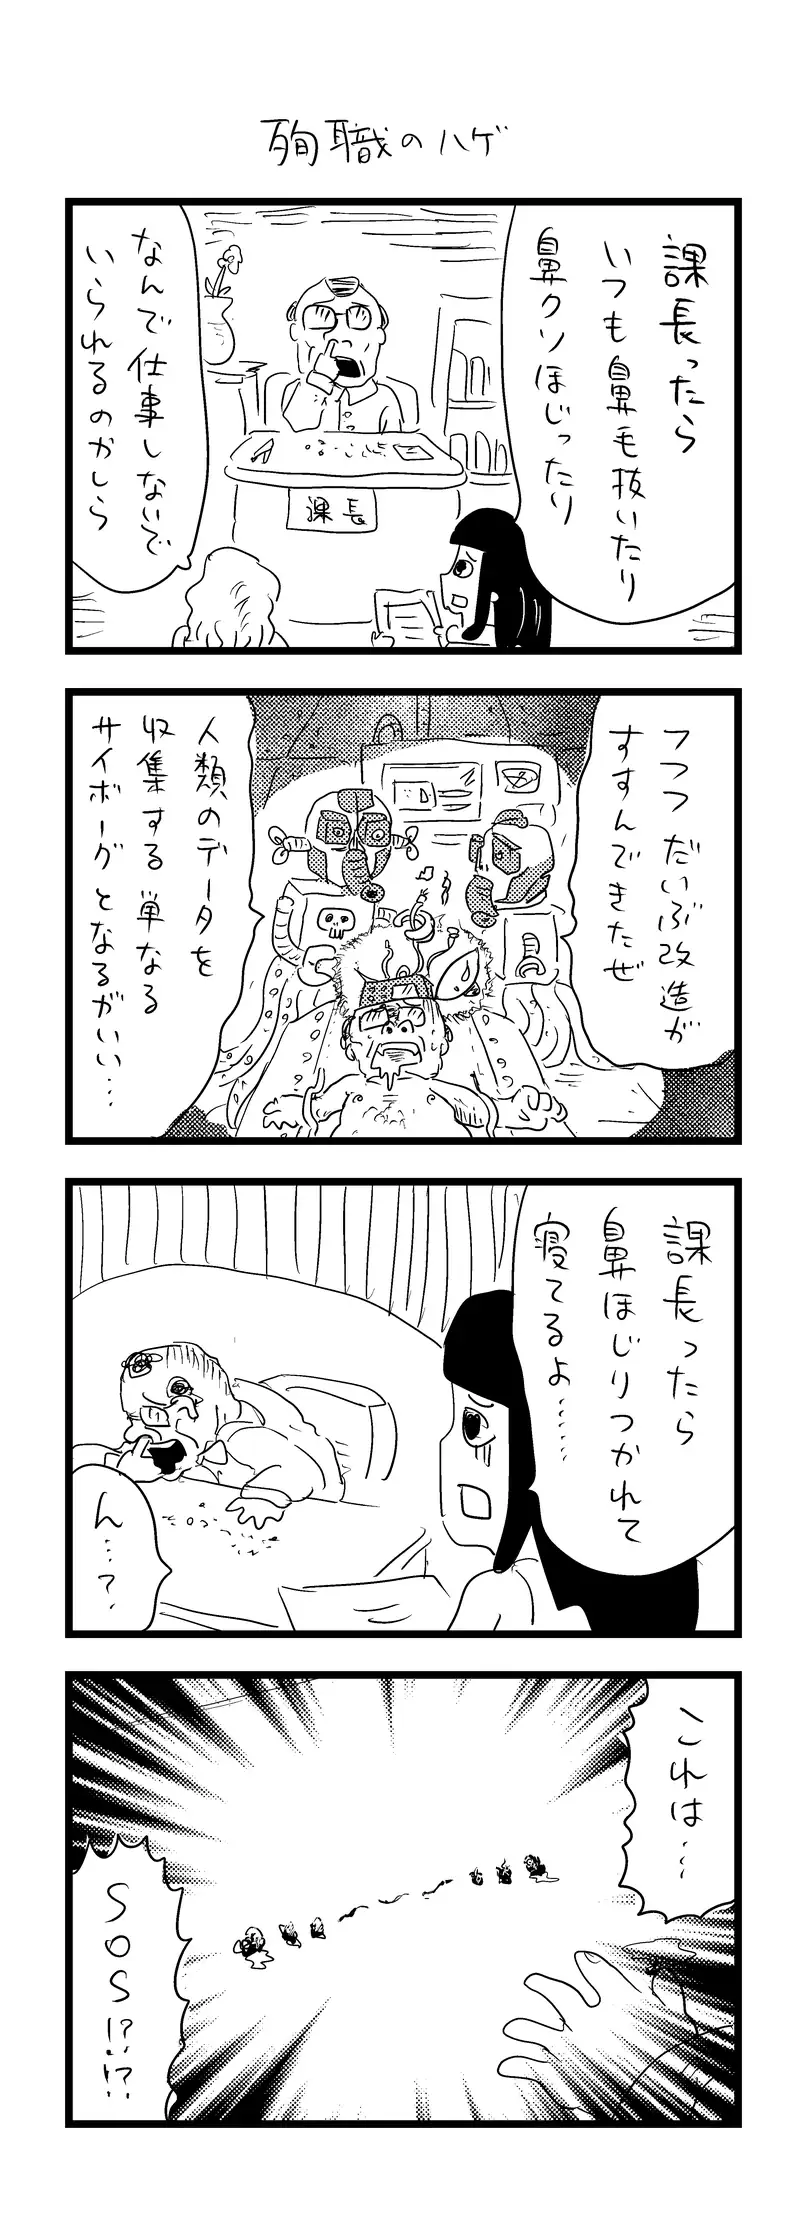 殉職のハゲ
課長ったら
いつも鼻毛抜いたり
鼻クソほじったり
なんで仕事しないで
いられるのかしら
課長
フフフ だいぶ改造が
すすんできたぜ
人類のデータを
収集する単なる
サイボーグとなるがいい…
課長ったら
鼻ほじりつかれて
寝てるよ……
ん…?
これは…
SOS!?!?